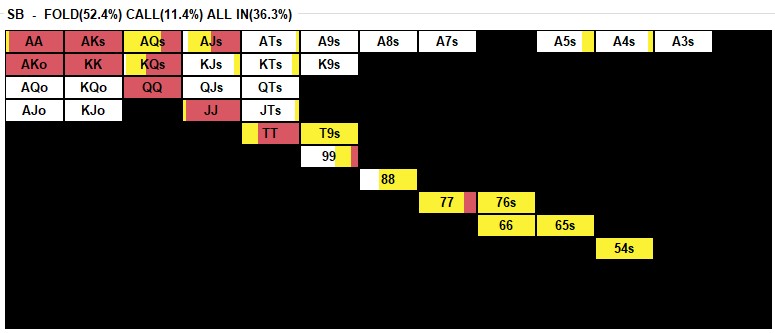 SB - FOLD(52.4%) CALL(11.4%) ALL IN(36.3%)
AA AKs AQs AJs ATs A9s A8s A7s A5s A4s A3s
AKo KK KQs KJs KTs K9s
AQo KQo QQ QJs QTs
AJo KJo JJ JTs
TT T9s
99
88
77 76s
66 65s
54s